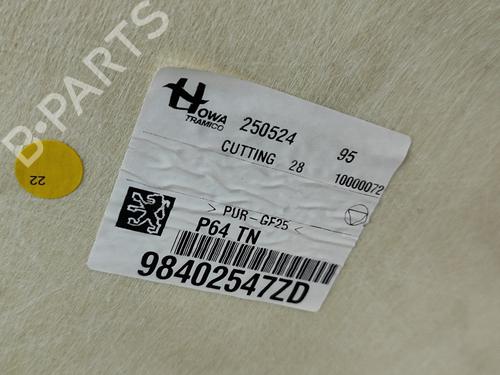 B·PARTS
HOWA
TRAMICO
250524 95
CUTTING 28 10000072
> PUR-GF25 <
P64 TN
98402547ZD
22